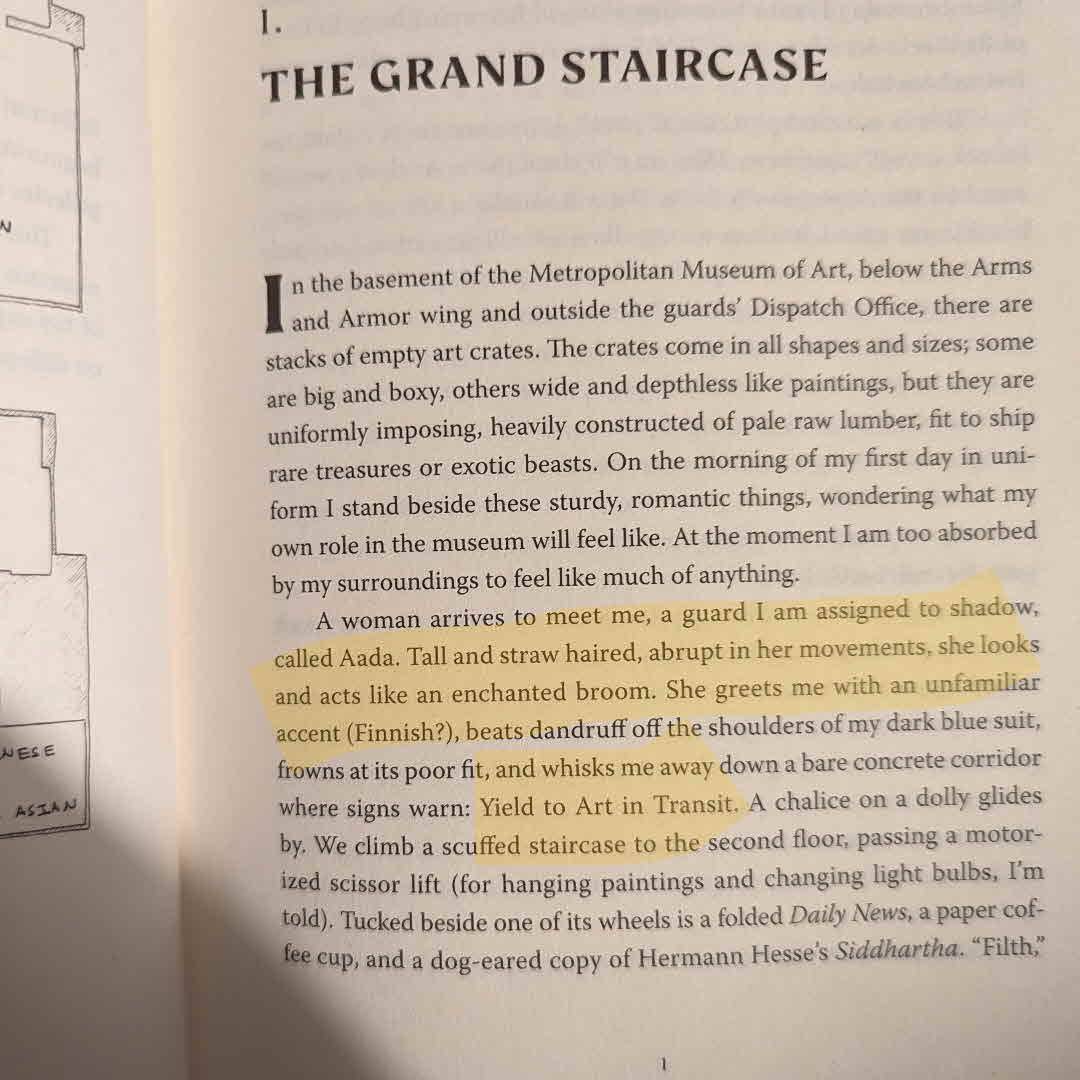 NESE
ASIAN
I.
THE GRAND STAIRCASE
In the basement of the Metropolitan Museum of Art, below the Arms
and Armor wing and outside the guards’ Dispatch Office, there are
stacks of empty art crates. The crates come in all shapes and sizes; some
are big and boxy, others wide and depthless like paintings, but they are
uniformly imposing, heavily constructed of pale raw lumber, fit to ship
rare treasures or exotic beasts. On the morning of my first day in uni-
form I stand beside these sturdy, romantic things, wondering what my
own role in the museum will feel like. At the moment I am too absorbed
by my surroundings to feel like much of anything.
A woman arrives to meet me, a guard I am assigned to shadow,
called Aada. Tall and straw haired, abrupt in her movements, she looks
and acts like an enchanted broom. She greets me with an unfamiliar
accent (Finnish?), beats dandruff off the shoulders of my dark blue suit,
frowns at its poor fit, and whisks me away down a bare concrete corridor
where signs warn: Yield to Art in Transit. A chalice on a dolly glides
by. We climb a scuffed staircase to the second floor, passing a motor-
ized scissor lift (for hanging paintings and changing light bulbs, I’m
told). Tucked beside one of its wheels is a folded Daily News, a paper cof-
fee cup, and a dog-eared copy of Hermann Hesse’s Siddhartha. “Filth,”
1